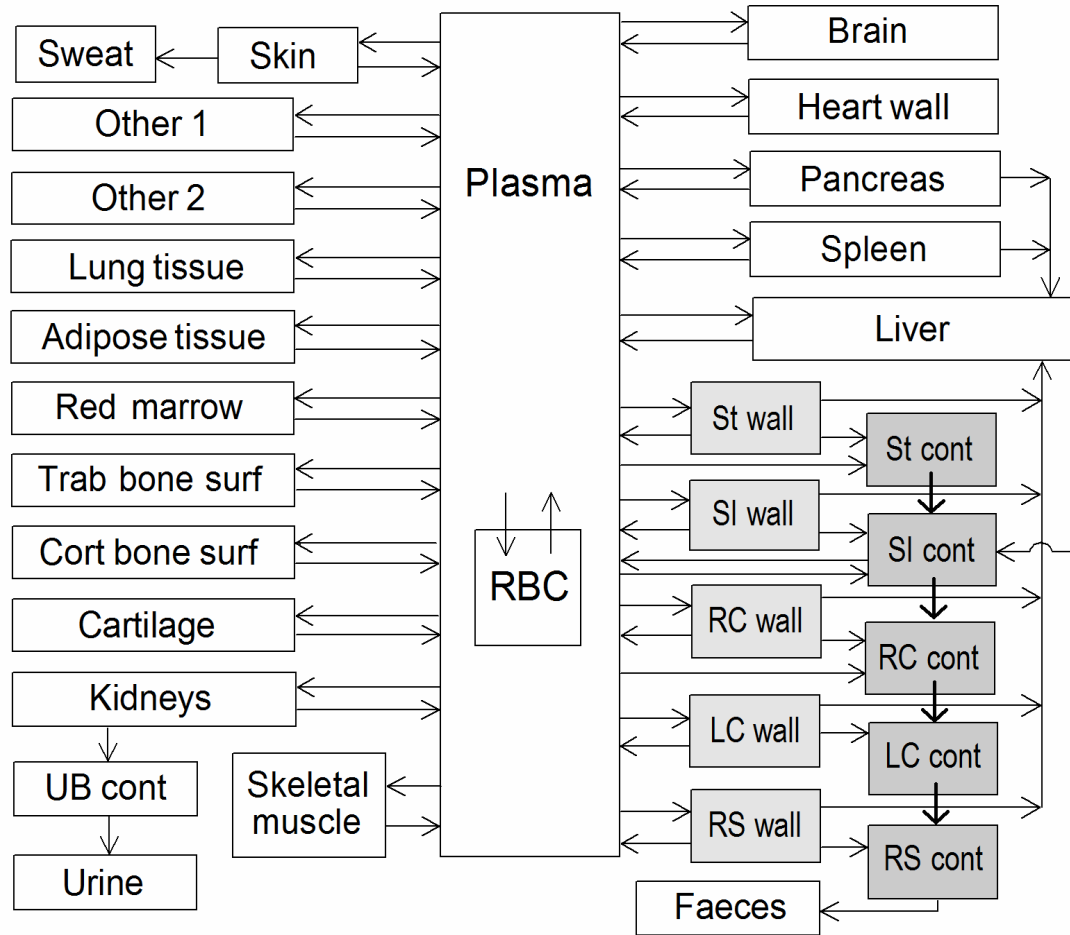 Sweat
Skin
Other 1
Other 2
Lung tissue
Adipose tissue
Red marrow
Trab bone surf
Cort bone surf
Cartilage
Kidneys
UB cont
Urine
Skeletal
muscle
Plasma
RBC
Brain
Heart wall
Pancreas
Spleen
Liver
St wall
St cont
SI wall
SI cont
RC wall
RC cont
LC wall
LC cont
RS wall
RS cont
Faeces